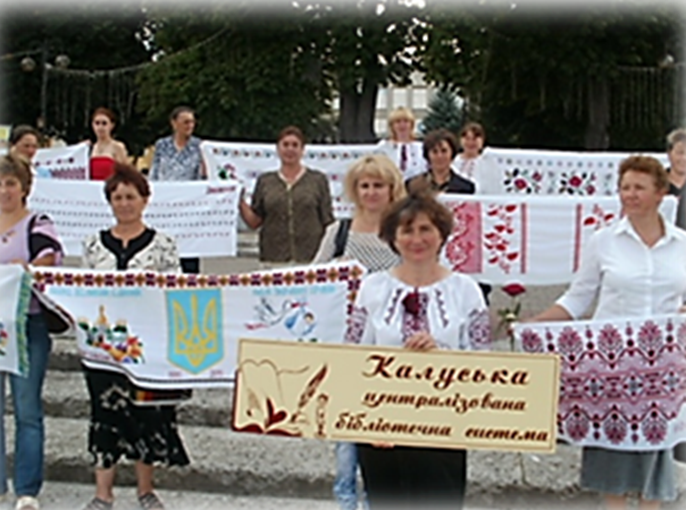 Калуська
централізована
бібліотечна система